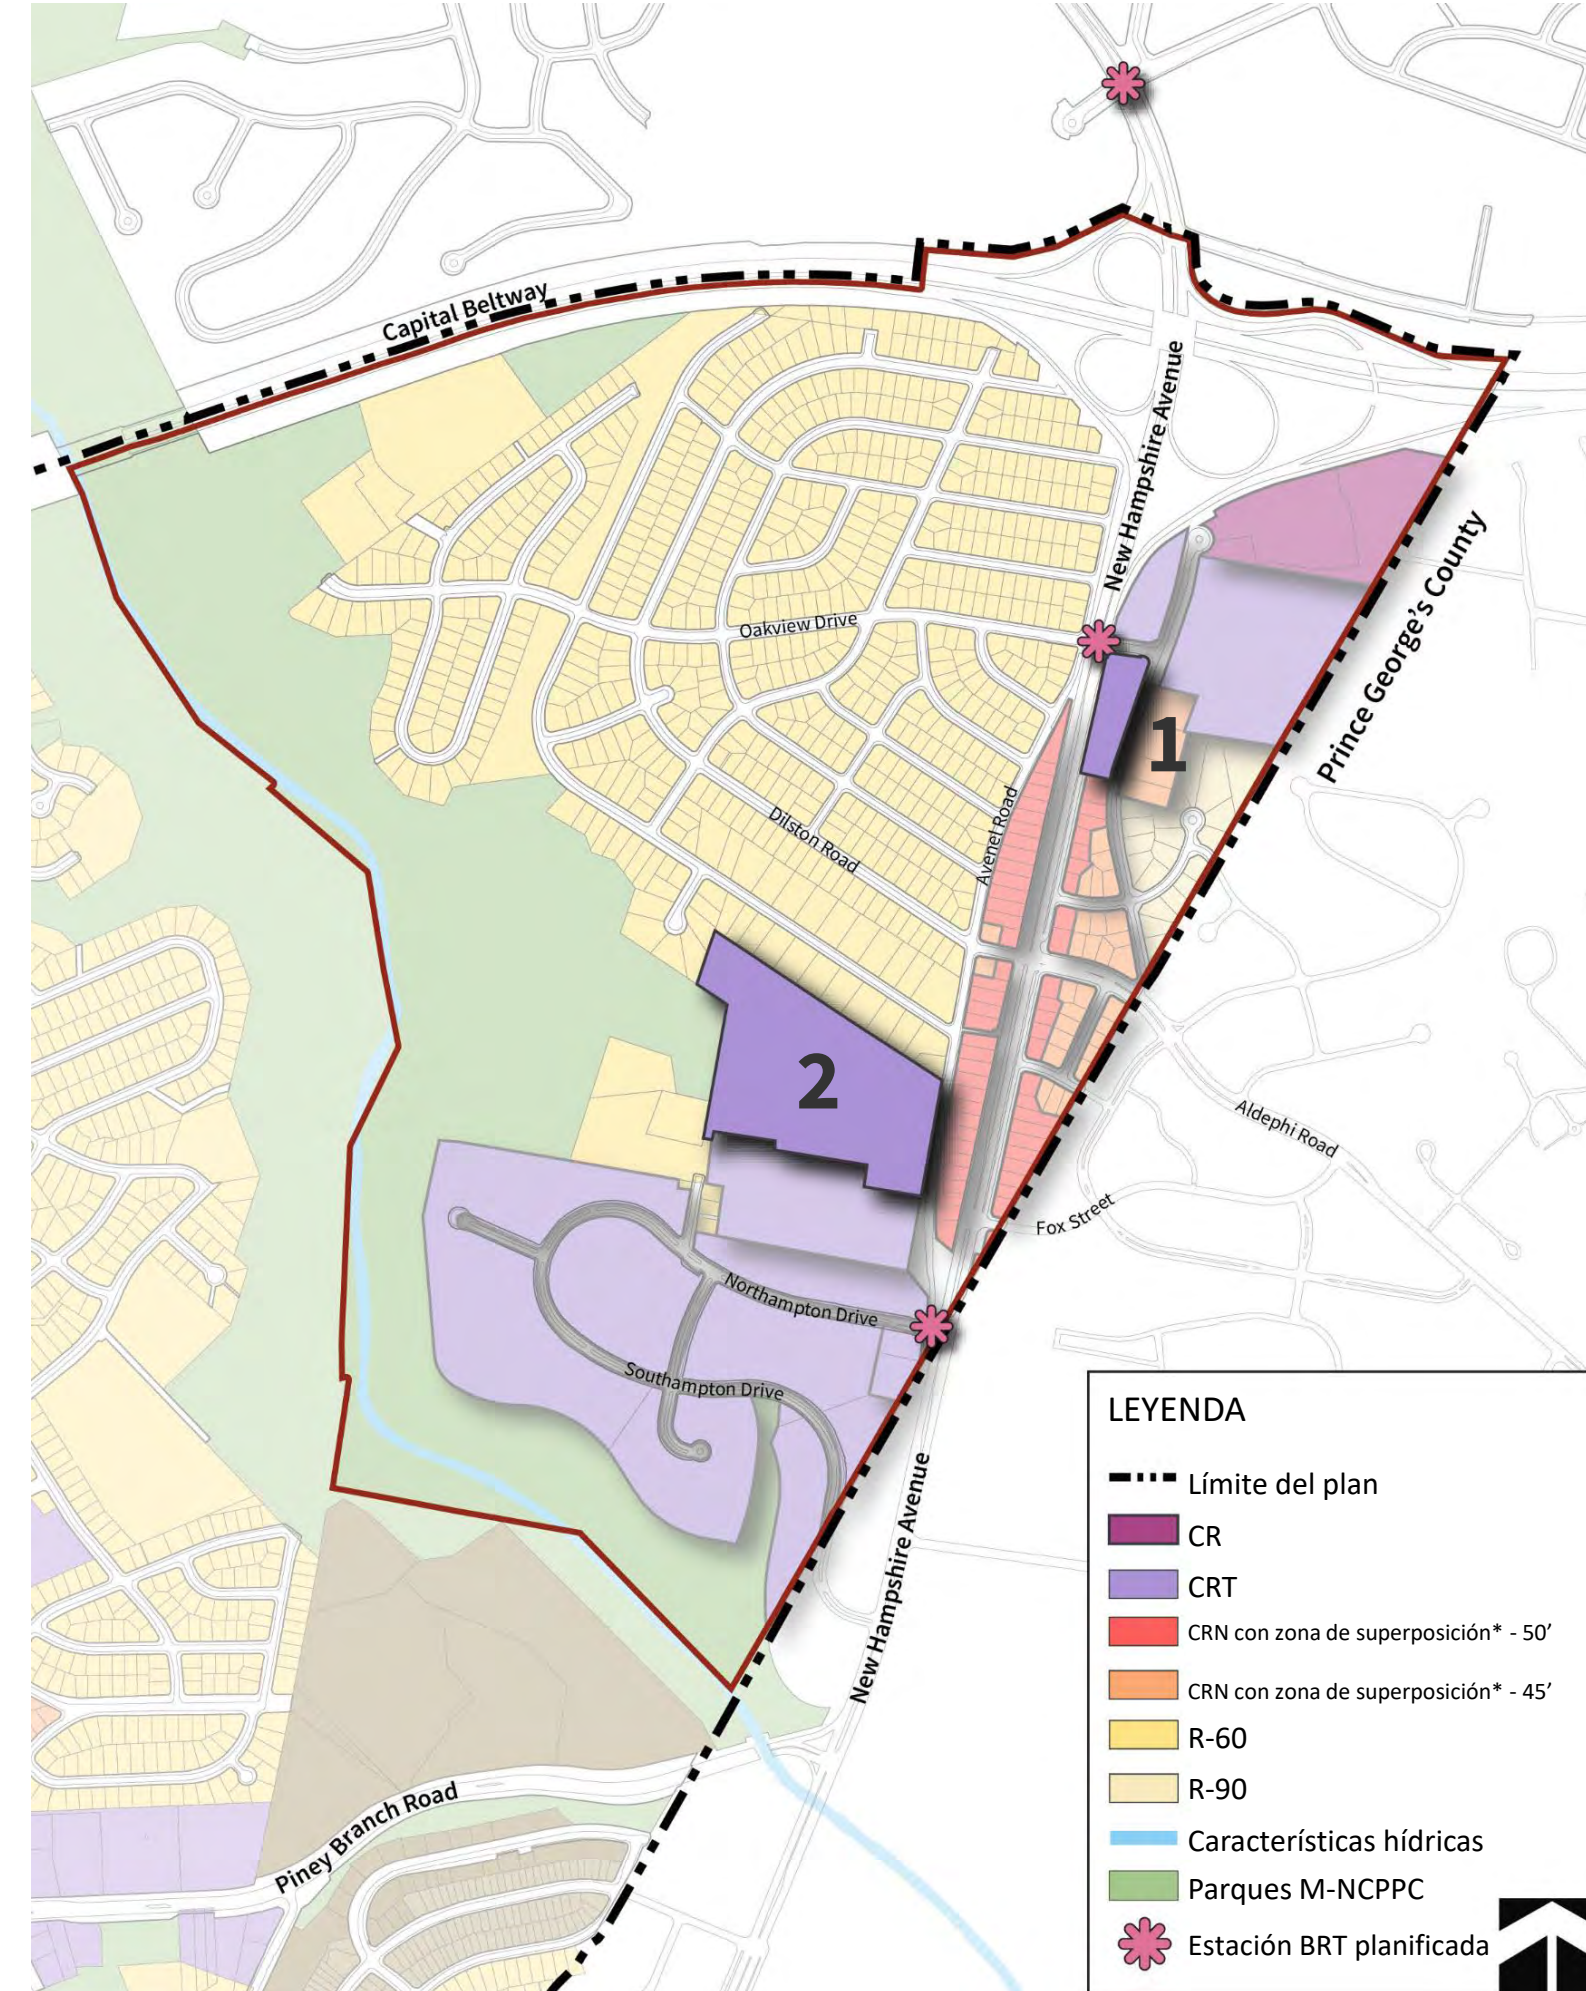 Capital Beltway
New Hampshire Avenue
Prince George's County
Oakview Drive
1
Avenel Road
Dilston Road
2
Aldephi Road
Fox Street
Northampton Drive
Southampton Drive
New Hampshire Avenue
Piney Branch Road
LEYENDA
Límite del plan
CR
CRT
CRN con zona de superposición* - 50'
CRN con zona de superposición* - 45'
R-60
R-90
Características hídricas
Parques M-NCPPC
Estación BRT planificada